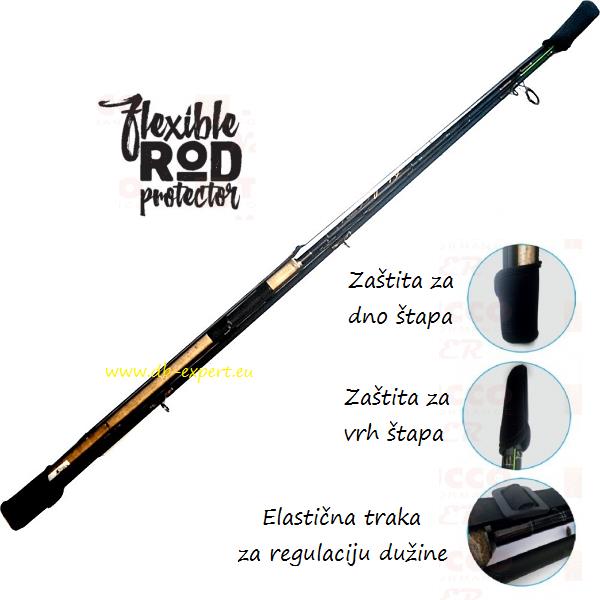 flexible
ROD
protector
Zaštita za
dno štapa
www.db-expert.eu
Zaštita za
vrh štapa
Elastična traka
za regulaciju dužine